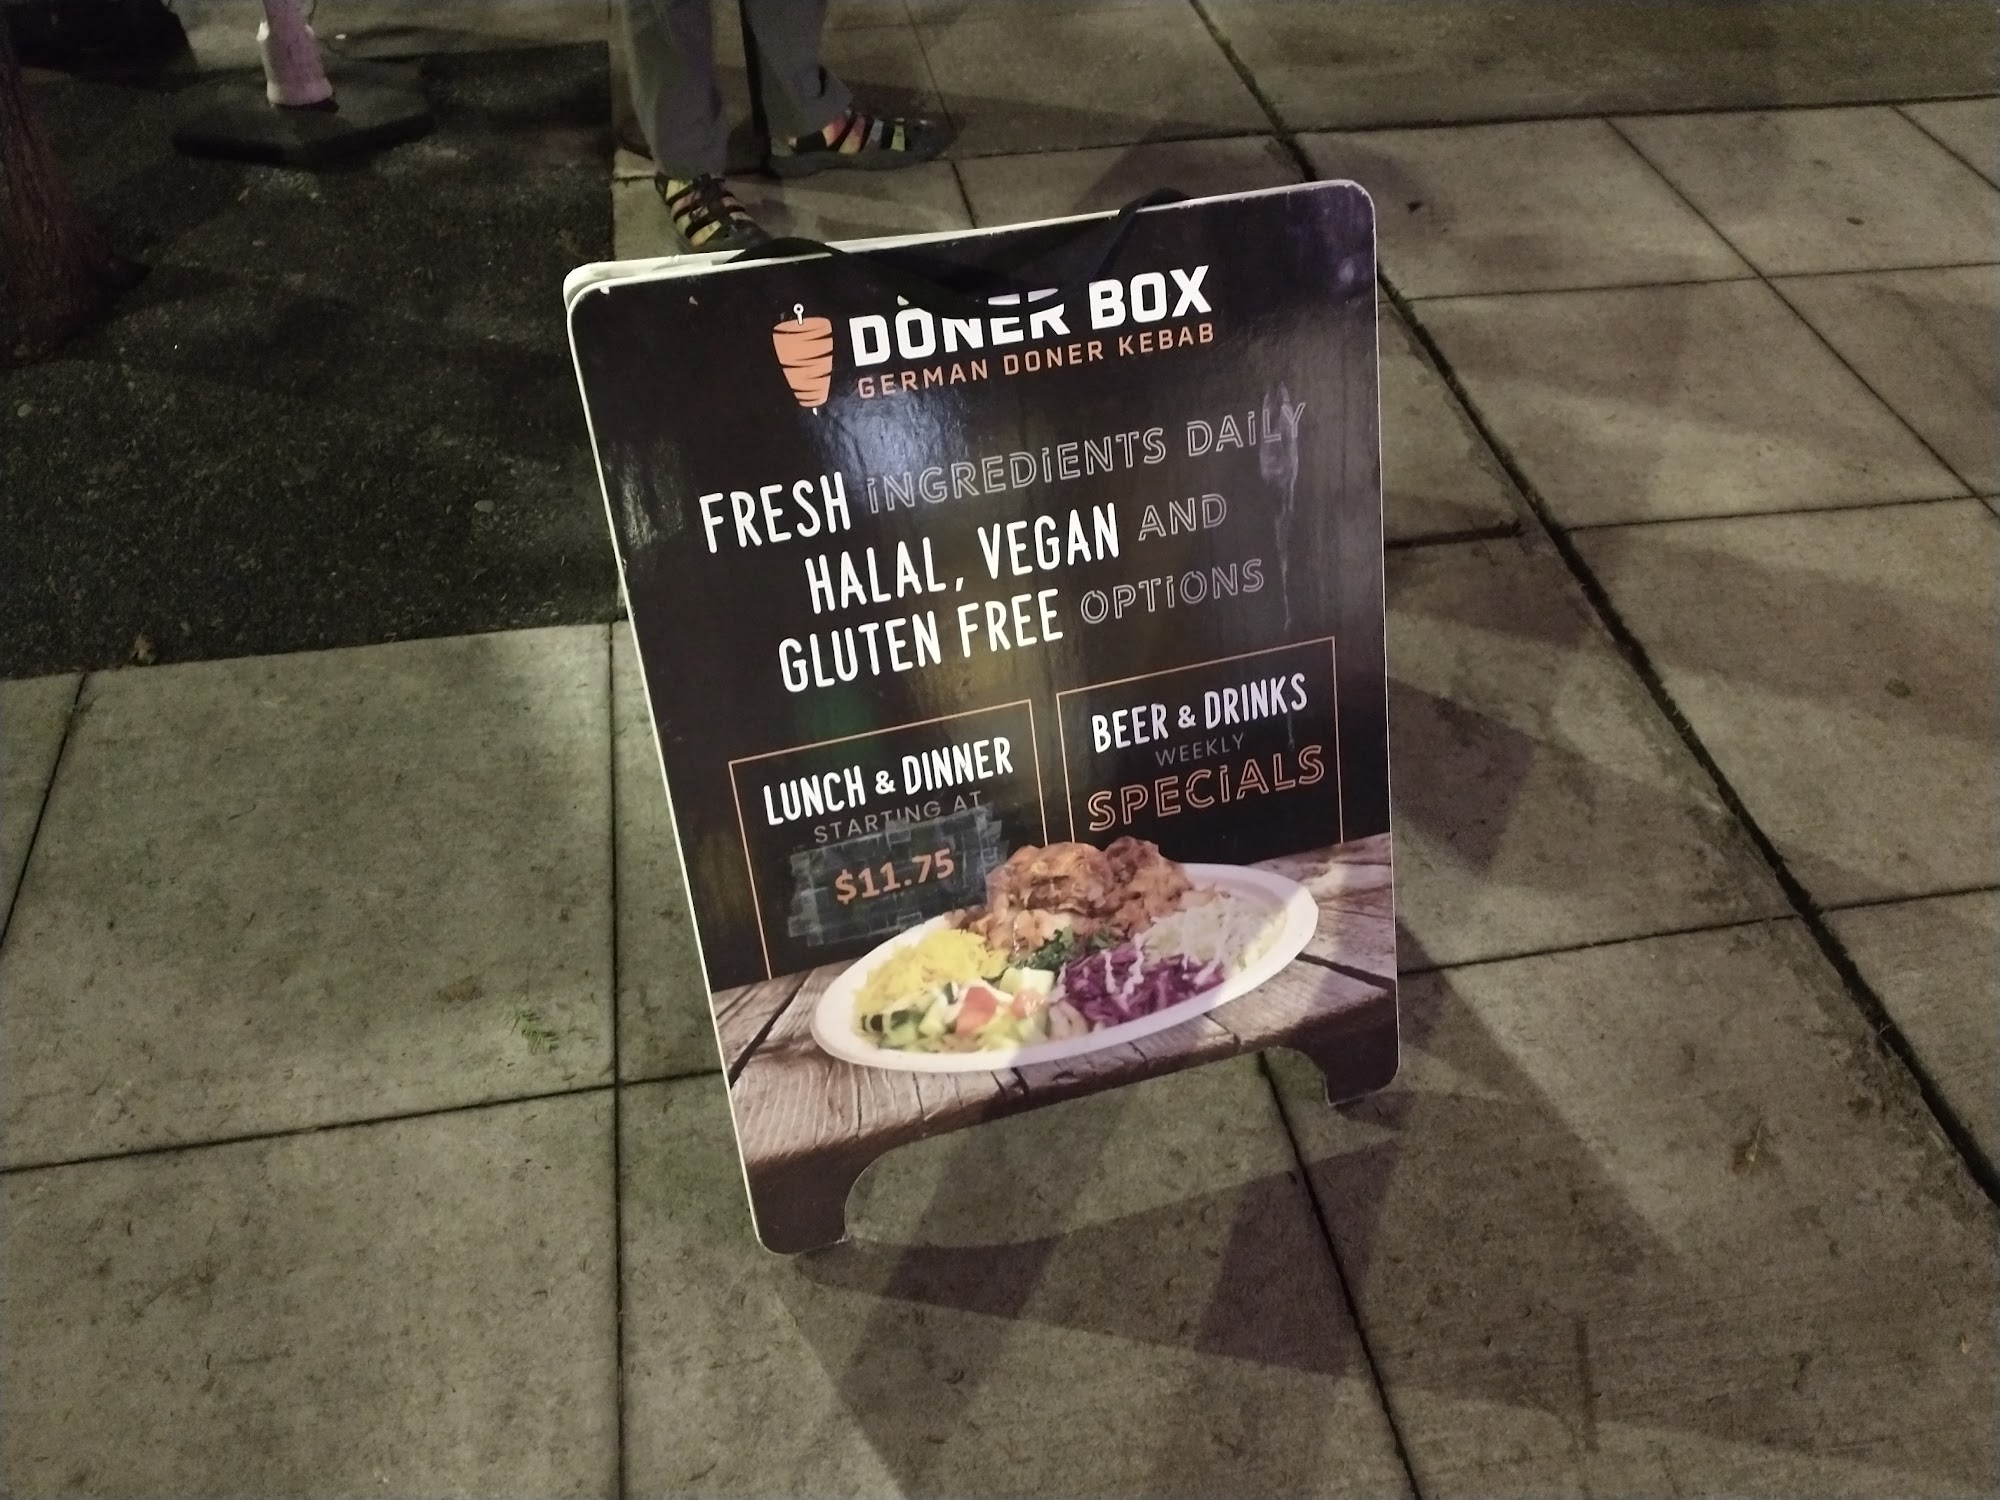 DÖNER BOX
GERMAN DONER KEBAB
FRESH INGREDIENTS DAILY
HALAL, VEGAN AND
GLUTEN FREE OPTIONS
LUNCH & DINNER
STARTING AT
$11.75
BEER & DRINKS
WEEKLY
SPECIALS